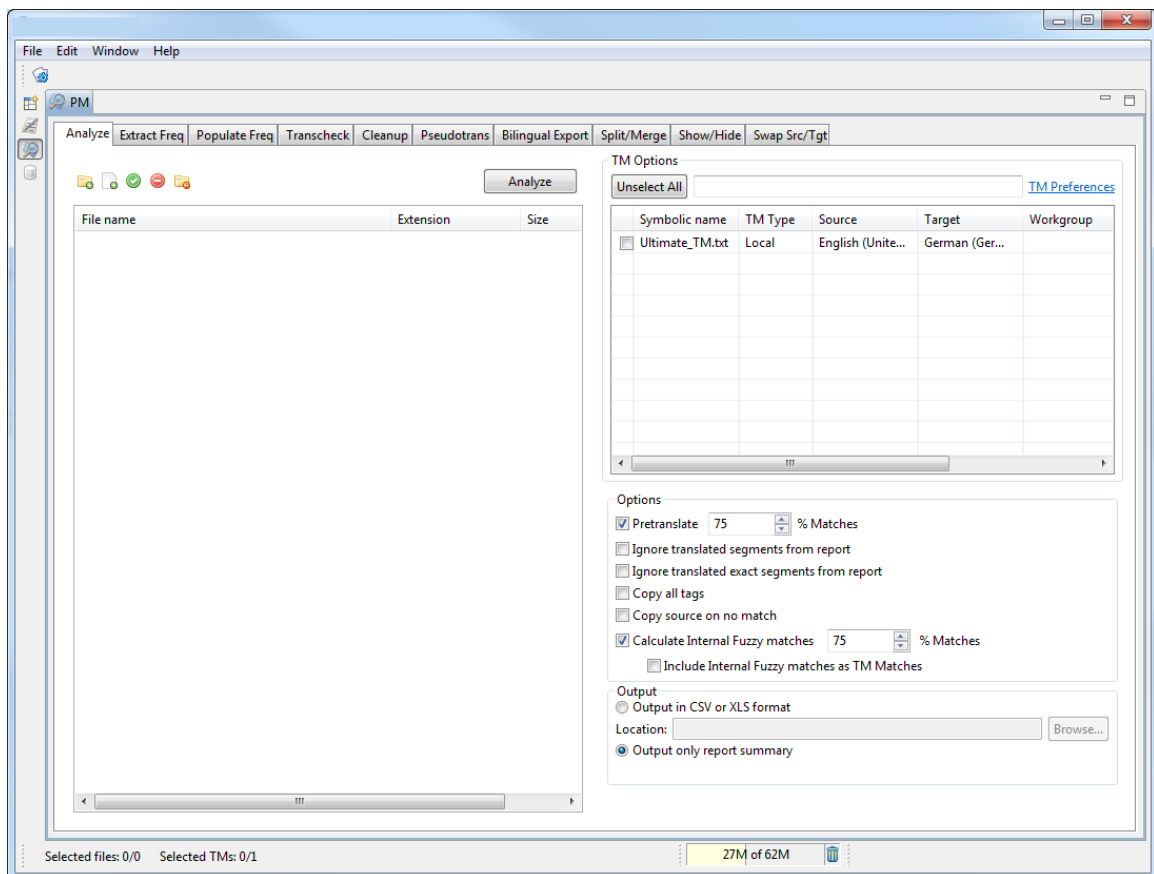 File Edit Window Help
PM
Analyze Extract Freq Populate Freq Transcheck Cleanup Pseudotrans Bilingual Export Split/Merge Show/Hide Swap Src/Tgt
Analyze
File name Extension Size
TM Options
Unselect All TM Preferences
Symbolic name TM Type Source Target Workgroup
Ultimate_TM.txt Local English (Unite... German (Ger...
Options
Pretranslate 75 % Matches
Ignore translated segments from report
Ignore translated exact segments from report
Copy all tags
Copy source on no match
Calculate Internal Fuzzy matches 75 % Matches
Include Internal Fuzzy matches as TM Matches
Output
Output in CSV or XLS format
Location: Browse...
Output only report summary
Selected files: 0/0 Selected TMs: 0/1 27M of 62M